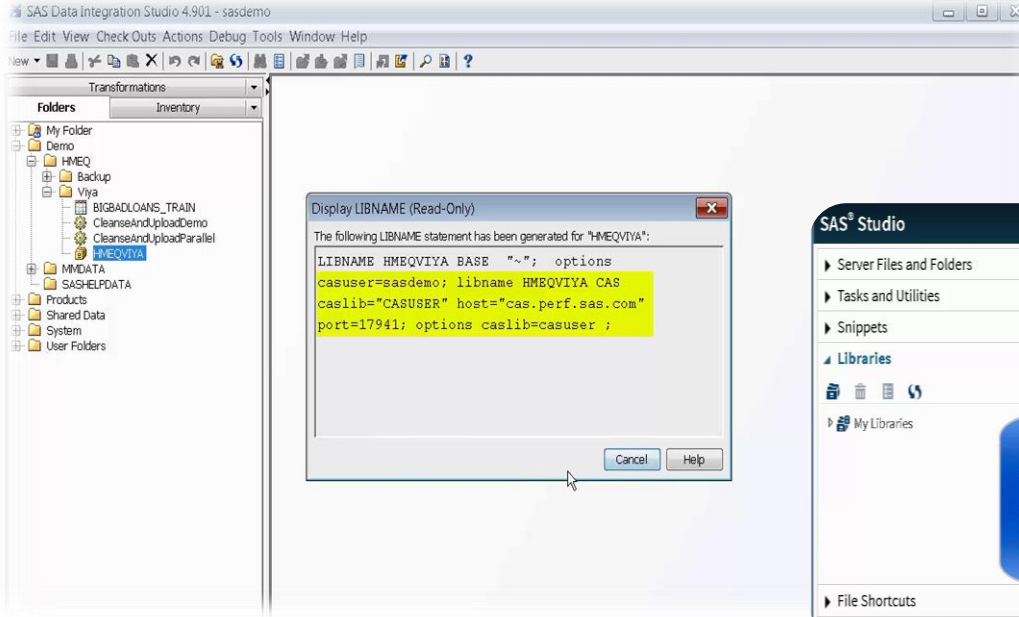 SAS Data Integration Studio 4.901 - sasdemo
File Edit View Check Outs Actions Debug Tools Window Help
New
Transformations
Folders
Inventory
My Folder
Demo
HMEQ
Backup
Viya
BIGBADLOANS_TRAIN
CleanseAndUploadDemo
CleanseAndUploadParallel
HMEQVIYA
MMDATA
SASHELPDATA
Products
Shared Data
System
User Folders
Display LIBNAME (Read-Only)
The following LIBNAME statement has been generated for "HMEQVIYA":
LIBNAME HMEQVIYA BASE "~"; options
casuser=sasdemo; libname HMEQVIYA CAS
caslib="CASUSER" host="cas.perf.sas.com"
port=17941; options caslib=casuser ;
Cancel
Help
SAS® Studio
Server Files and Folders
Tasks and Utilities
Snippets
Libraries
My Libraries
File Shortcuts